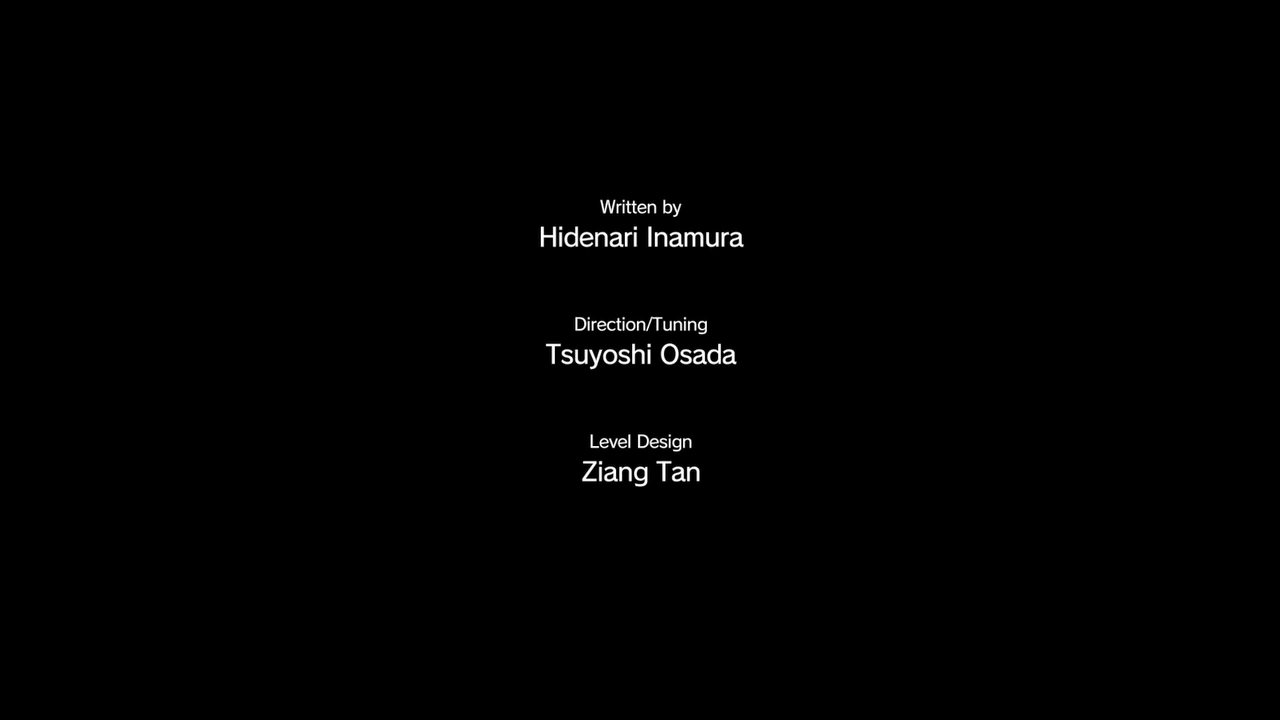 Written by
Hidenari Inamura
Direction/Tuning
Tsuyoshi Osada
Level Design
Ziang Tan